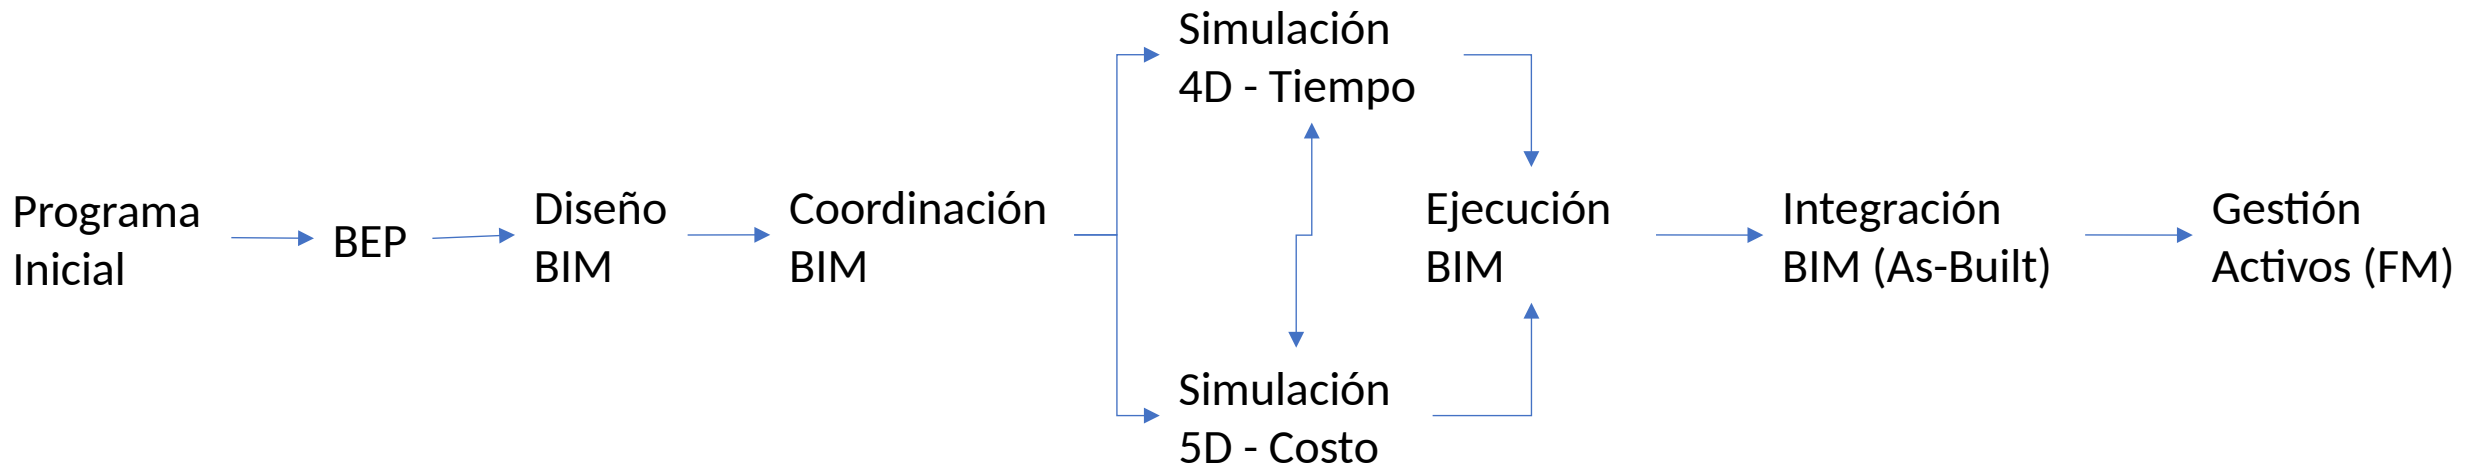 Programa
Inicial
BEP
Diseño
BIM
Coordinación
BIM
Simulación
4D - Tiempo
Simulación
5D - Costo
Ejecución
BIM
Integración
BIM (As-Built)
Gestión
Activos (FM)